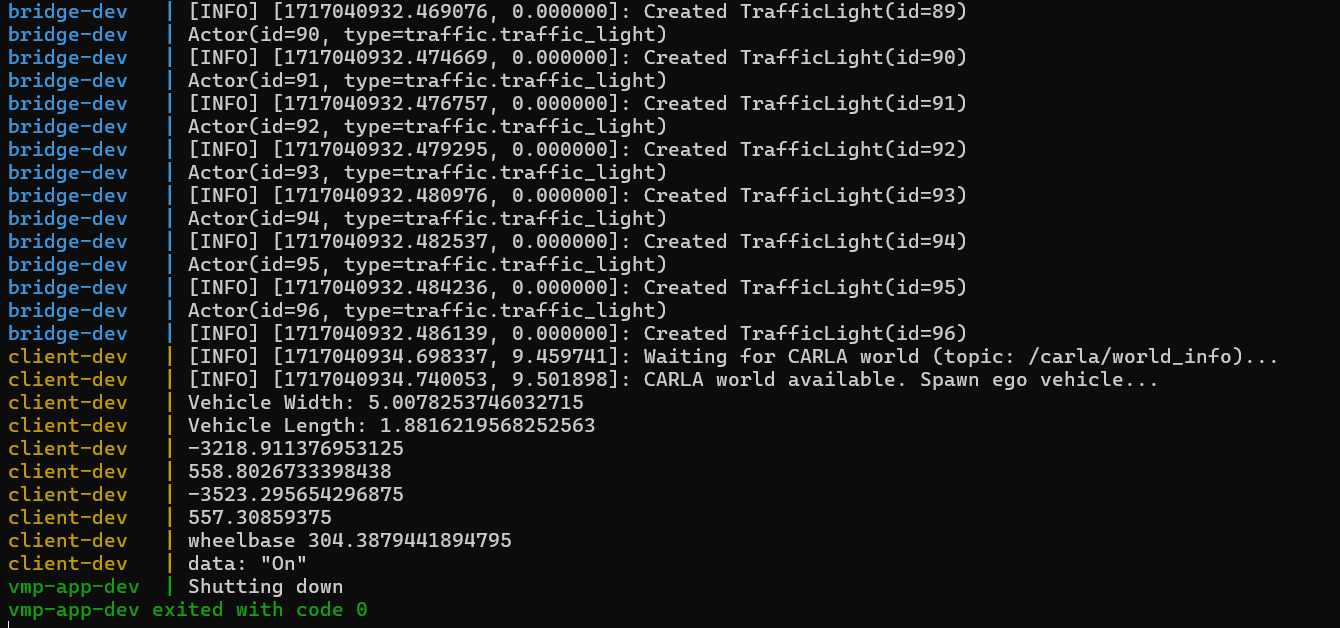 bridge-dev   | [INFO] [1717040932.469076, 0.000000]: Created TrafficLight(id=89)
bridge-dev   | Actor(id=90, type=traffic.traffic_light)
bridge-dev   | [INFO] [1717040932.474669, 0.000000]: Created TrafficLight(id=90)
bridge-dev   | Actor(id=91, type=traffic.traffic_light)
bridge-dev   | [INFO] [1717040932.476757, 0.000000]: Created TrafficLight(id=91)
bridge-dev   | Actor(id=92, type=traffic.traffic_light)
bridge-dev   | [INFO] [1717040932.479295, 0.000000]: Created TrafficLight(id=92)
bridge-dev   | Actor(id=93, type=traffic.traffic_light)
bridge-dev   | [INFO] [1717040932.480976, 0.000000]: Created TrafficLight(id=93)
bridge-dev   | Actor(id=94, type=traffic.traffic_light)
bridge-dev   | [INFO] [1717040932.482537, 0.000000]: Created TrafficLight(id=94)
bridge-dev   | Actor(id=95, type=traffic.traffic_light)
bridge-dev   | [INFO] [1717040932.484236, 0.000000]: Created TrafficLight(id=95)
bridge-dev   | Actor(id=96, type=traffic.traffic_light)
bridge-dev   | [INFO] [1717040932.486139, 0.000000]: Created TrafficLight(id=96)
client-dev   | [INFO] [1717040934.698337, 9.459741]: Waiting for CARLA world (topic: /carla/world_info)...
client-dev   | [INFO] [1717040934.740053, 9.501898]: CARLA world available. Spawn ego vehicle...
client-dev   | Vehicle Width: 5.0078253746032715
client-dev   | Vehicle Length: 1.8816219568252563
client-dev   | -3218.911376953125
client-dev   | 558.8026733398438
client-dev   | -3523.295654296875
client-dev   | 557.30859375
client-dev   | wheelbase 304.3879441894795
client-dev   | data: "On"
vmp-app-dev  | Shutting down
vmp-app-dev exited with code 0